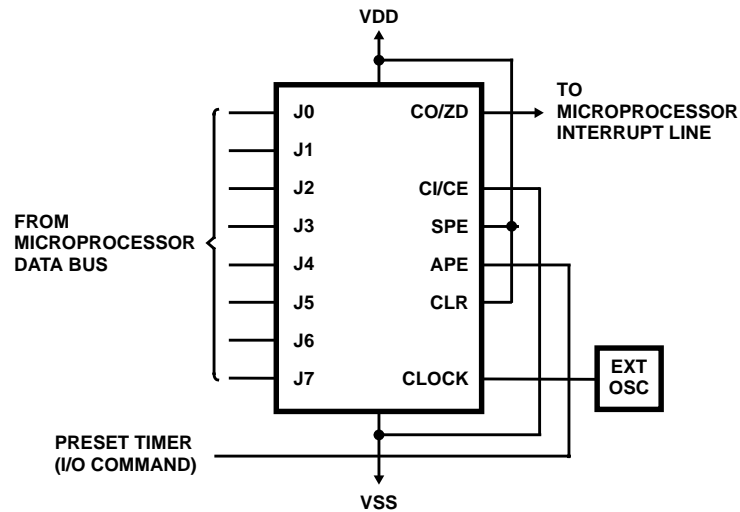 VDD
J0
J1
J2
J3
J4
J5
J6
J7
CO/ZD
CI/CE
SPE
APE
CLR
CLOCK
TO
MICROPROCESSOR
INTERRUPT LINE
FROM
MICROPROCESSOR
DATA BUS
EXT
OSC
PRESET TIMER
(I/O COMMAND)
VSS